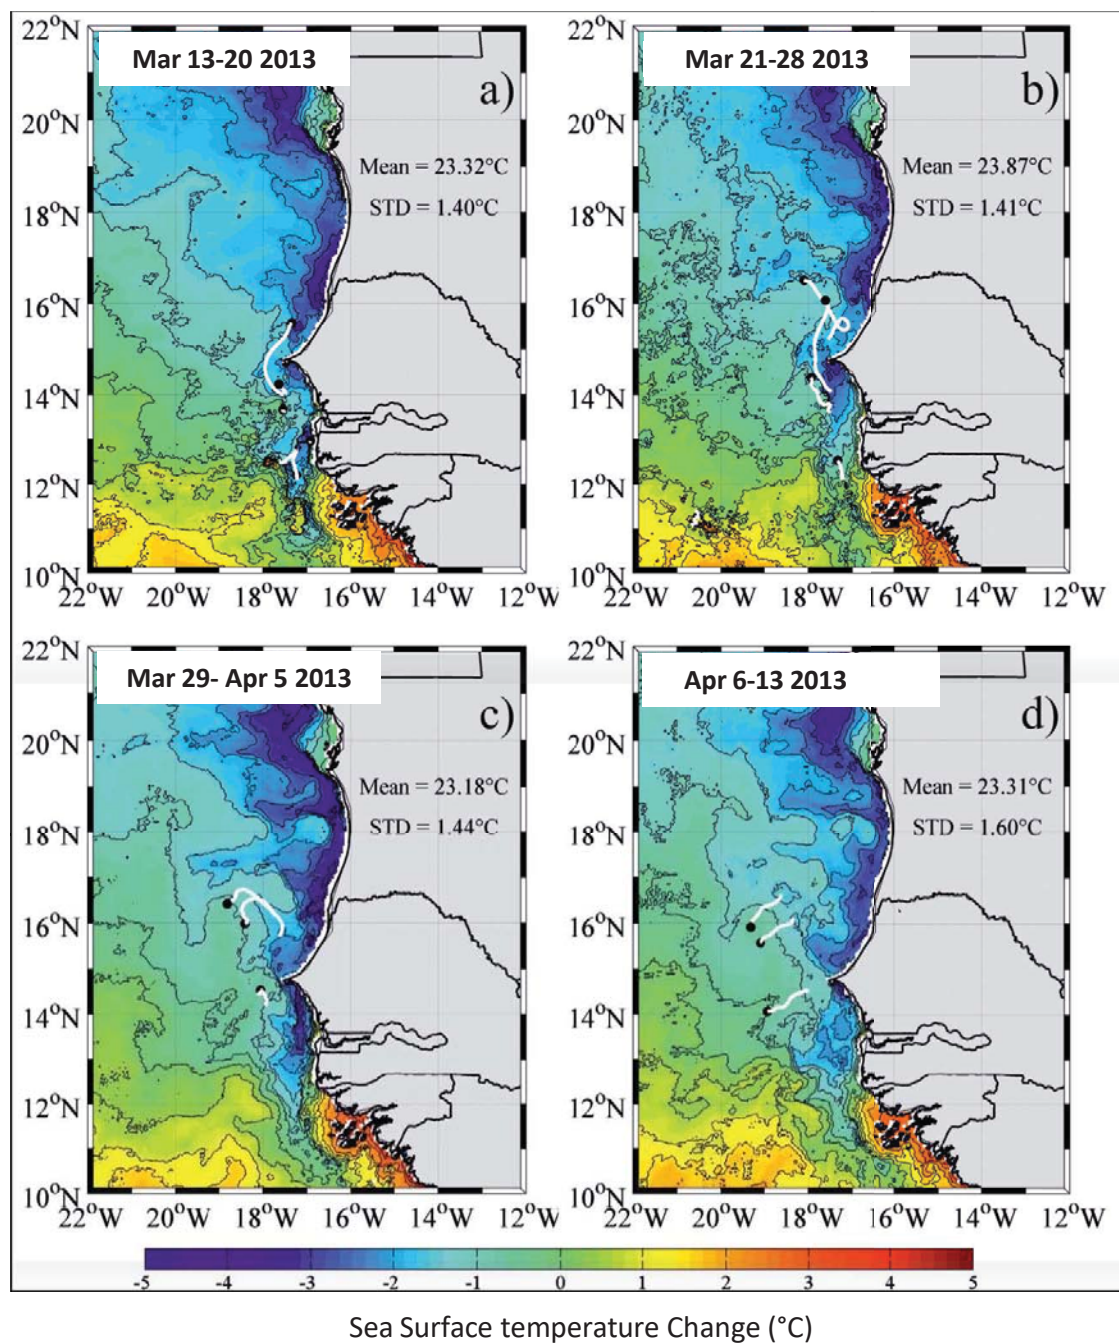 22°N
20°N
18°N
16°N
14°N
12°N
10°N
Mar 13-20 2013
a)
Mean = 23.32°C
STD = 1.40°C
22°W 20°W 18°W 16°W 14°W 12°W
22°N
20°N
18°N
16°N
14°N
12°N
10°N
Mar 21-28 2013
b)
Mean = 23.87°C
STD = 1.41°C
22°W 20°W 18°W 16°W 14°W 12°W
22°N
20°N
18°N
16°N
14°N
12°N
10°N
Mar 29- Apr 5 2013
c)
Mean = 23.18°C
STD = 1.44°C
22°W 20°W 18°W 16°W 14°W 12°W
22°N
20°N
18°N
16°N
14°N
12°N
10°N
Apr 6-13 2013
d)
Mean = 23.31°C
STD = 1.60°C
22°W 20°W 18°W 16°W 14°W 12°W
-5 -4 -3 -2 -1 0 1 2 3 4 5
Sea Surface temperature Change (°C)